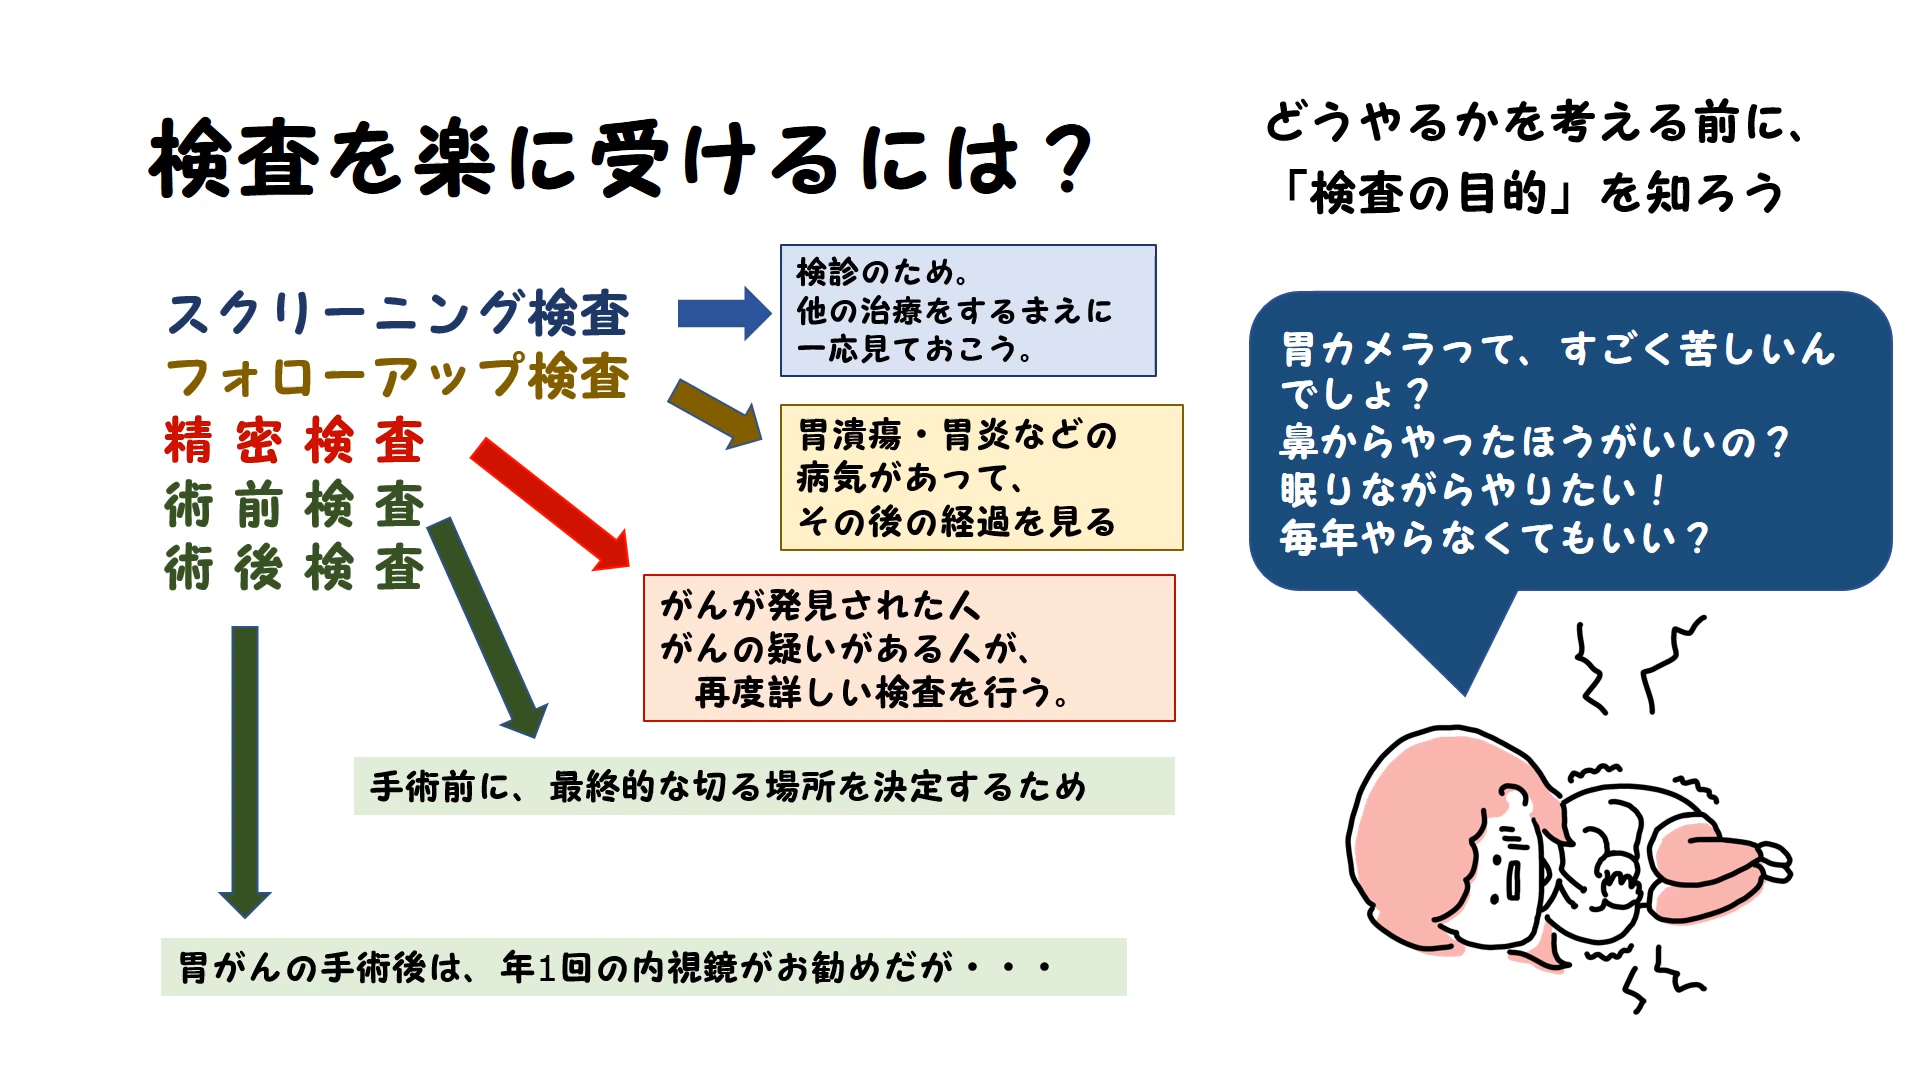 検査を楽に受けるには？
どうやるかを考える前に、
「検査の目的」を知ろう
スクリーニング検査
フォローアップ検査
精密検査
術前検査
術後検査
検診のため。
他の治療をするまえに
一応見ておこう。
胃潰瘍・胃炎などの
病気があって、
その後の経過を見る
がんが発見された人
がんの疑いがある人が、
再度詳しい検査を行う。
手術前に、最終的な切る場所を決定するため
胃がんの手術後は、年1回の内視鏡がお勧めだが・・・
胃カメラって、すごく苦しいん
でしょ？
鼻からやったほうがいいの？
眠りながらやりたい！
毎年やらなくてもいい？